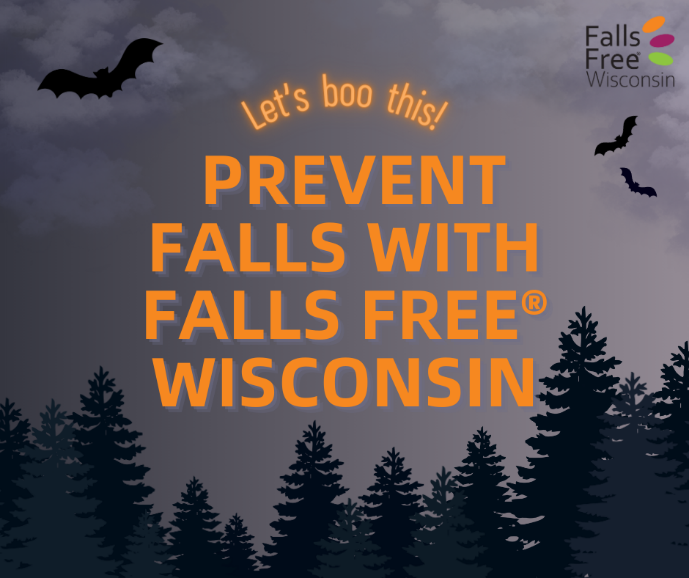 Falls
Free®
Wisconsin
Let's boo this!
PREVENT
FALLS WITH
FALLS FREE®
WISCONSIN